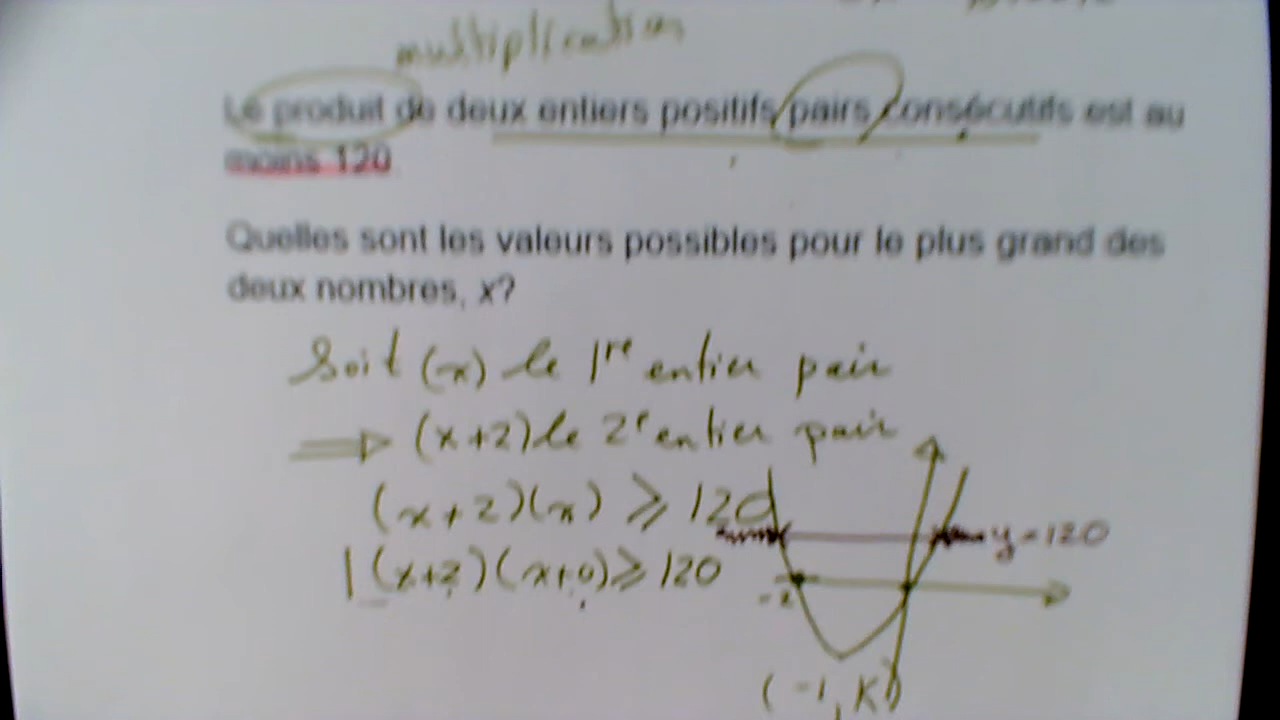 multiplication
Le produit de deux entiers positifs pairs consécutifs est au
moins 120
Quelles sont les valeurs possibles pour le plus grand des
deux nombres, x?
Soit (x) le 1re entier pair
⇒ (x+2) le 2e entier pair
(x+2)(x) ≥ 120
1(x+2)(x+0) ≥ 120
y=120
-2
(-1, K)